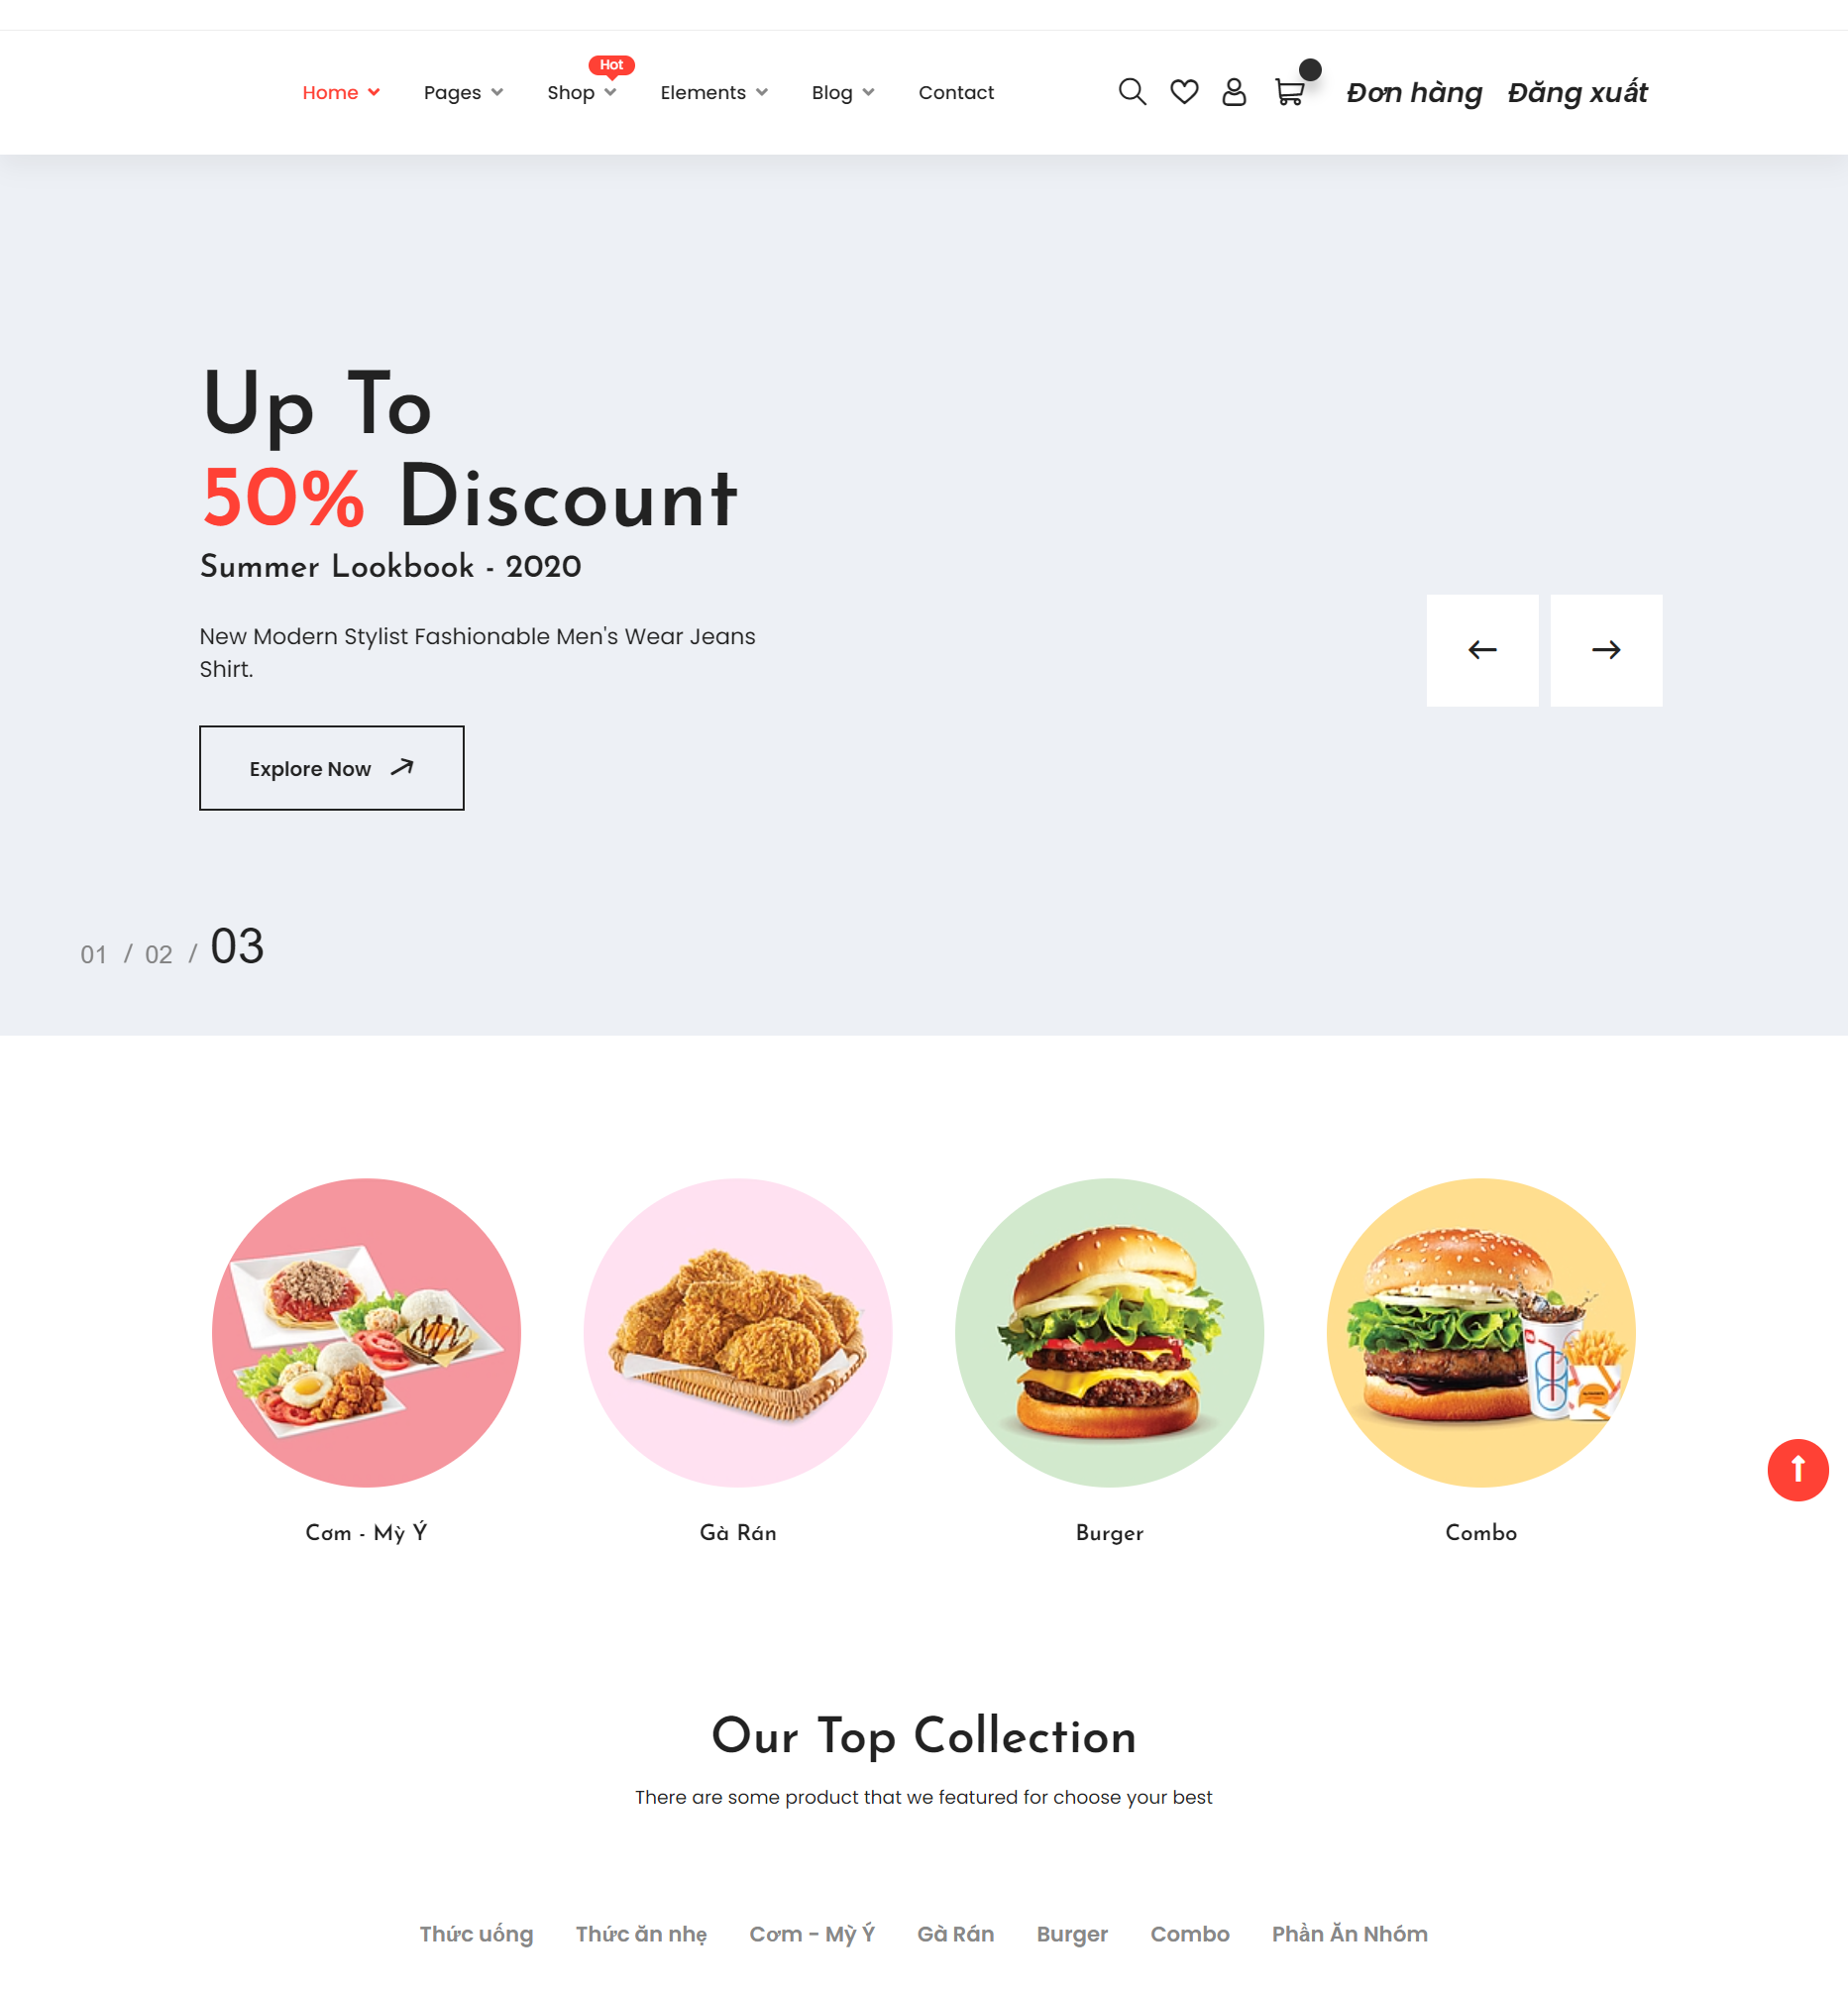 Hot
Home Pages Shop Elements Blog Contact Đơn hàng Đăng xuất
Up To
50% Discount
Summer Lookbook - 2020
New Modern Stylist Fashionable Men's Wear Jeans
Shirt.
Explore Now
01 / 02 / 03
Cơm - Mỳ Ý Gà Rán Burger Combo
Our Top Collection
There are some product that we featured for choose your best
Thức uống Thức ăn nhẹ Cơm - Mỳ Ý Gà Rán Burger Combo Phần Ăn Nhóm